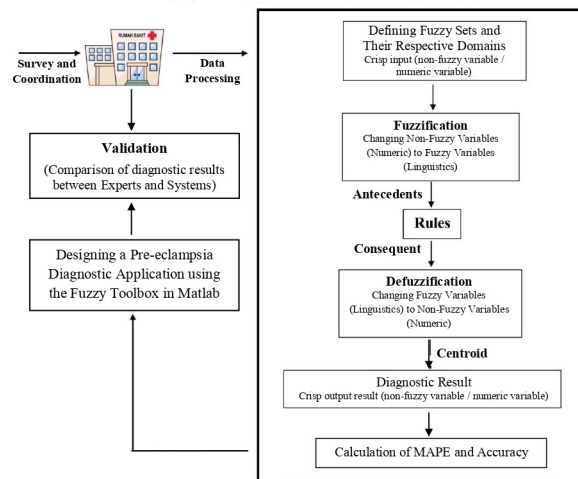 RUMAH SAKIT
Survey and
Coordination
Data
Processing
Validation
(Comparison of diagnostic results
between Experts and Systems)
Designing a Pre-eclampsia
Diagnostic Application using
the Fuzzy Toolbox in Matlab
Defining Fuzzy Sets and
Their Respective Domains
Crisp input (non-fuzzy variable /
numeric variable)
Fuzzification
Changing Non-Fuzzy Variables
(Numeric) to Fuzzy Variables
(Linguistics)
Antecedents
Rules
Consequent
Defuzzification
Changing Fuzzy Variables
(Linguistics) to Non-Fuzzy Variables
(Numeric)
Centroid
Diagnostic Result
Crisp output result (non-fuzzy variable / numeric variable)
Calculation of MAPE and Accuracy